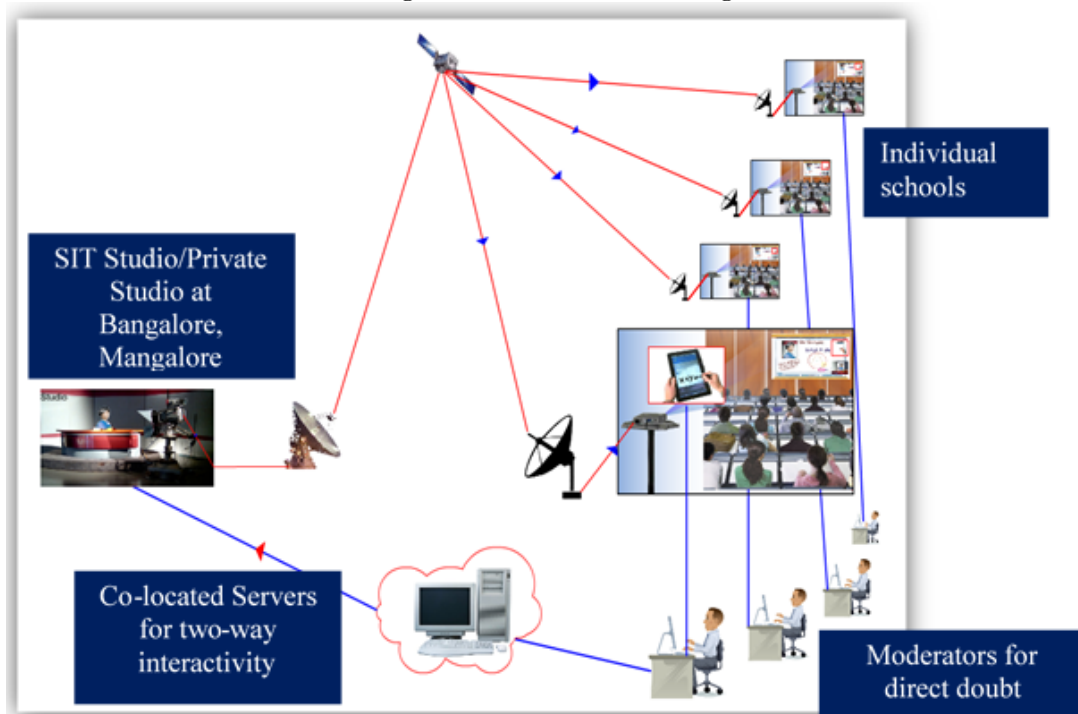 Individual
schools
SIT Studio/Private
Studio at
Bangalore,
Mangalore
Studio
Co-located Servers
for two-way
interactivity
Moderators for
direct doubt